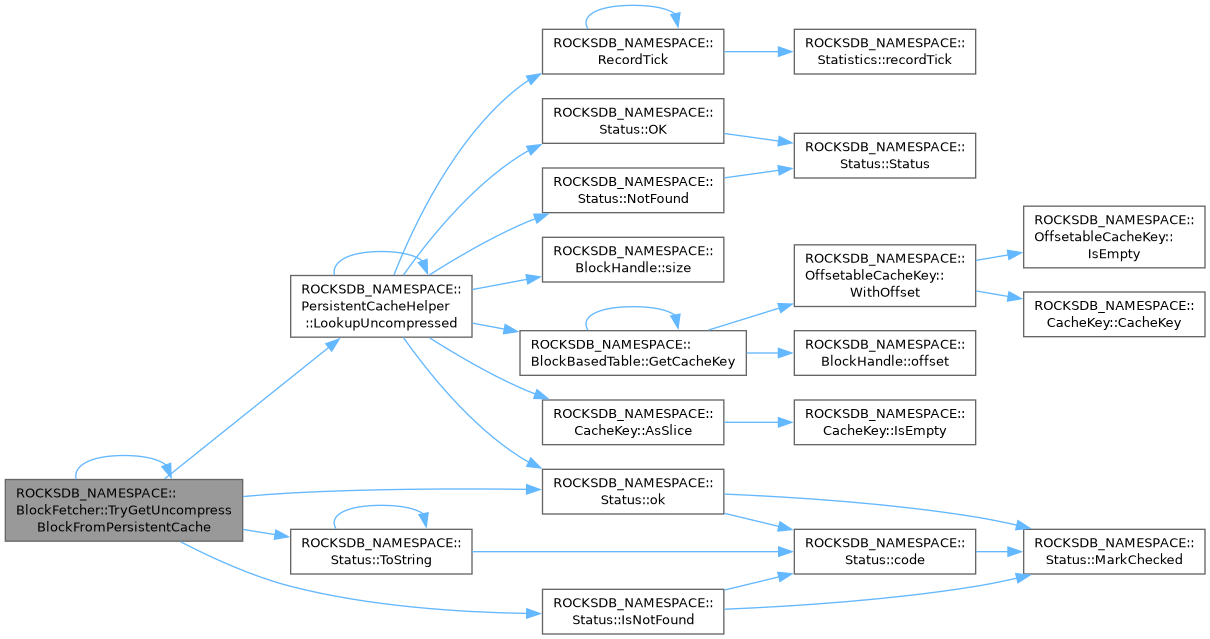 ROCKSDB_NAMESPACE::
RecordTick
ROCKSDB_NAMESPACE::
Statistics::recordTick
ROCKSDB_NAMESPACE::
Status::OK
ROCKSDB_NAMESPACE::
Status::Status
ROCKSDB_NAMESPACE::
Status::NotFound
ROCKSDB_NAMESPACE::
OffsetableCacheKey::
IsEmpty
ROCKSDB_NAMESPACE::
BlockHandle::size
ROCKSDB_NAMESPACE::
OffsetableCacheKey::
WithOffset
ROCKSDB_NAMESPACE::
PersistentCacheHelper
::LookupUncompressed
ROCKSDB_NAMESPACE::
CacheKey::CacheKey
ROCKSDB_NAMESPACE::
BlockBasedTable::GetCacheKey
ROCKSDB_NAMESPACE::
BlockHandle::offset
ROCKSDB_NAMESPACE::
CacheKey::AsSlice
ROCKSDB_NAMESPACE::
CacheKey::IsEmpty
ROCKSDB_NAMESPACE::
BlockFetcher::TryGetUncompress
BlockFromPersistentCache
ROCKSDB_NAMESPACE::
Status::ok
ROCKSDB_NAMESPACE::
Status::ToString
ROCKSDB_NAMESPACE::
Status::code
ROCKSDB_NAMESPACE::
Status::MarkChecked
ROCKSDB_NAMESPACE::
Status::IsNotFound